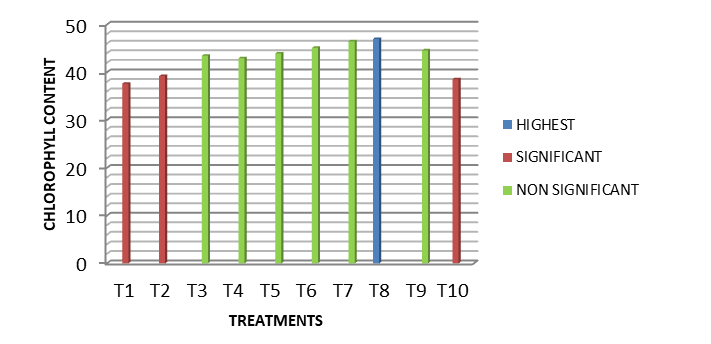 50
40
30
20
10
0
CHLOROPHYLL CONTENT
T1 T2 T3 T4 T5 T6 T7 T8 T9 T10
TREATMENTS
HIGHEST
SIGNIFICANT
NON SIGNIFICANT